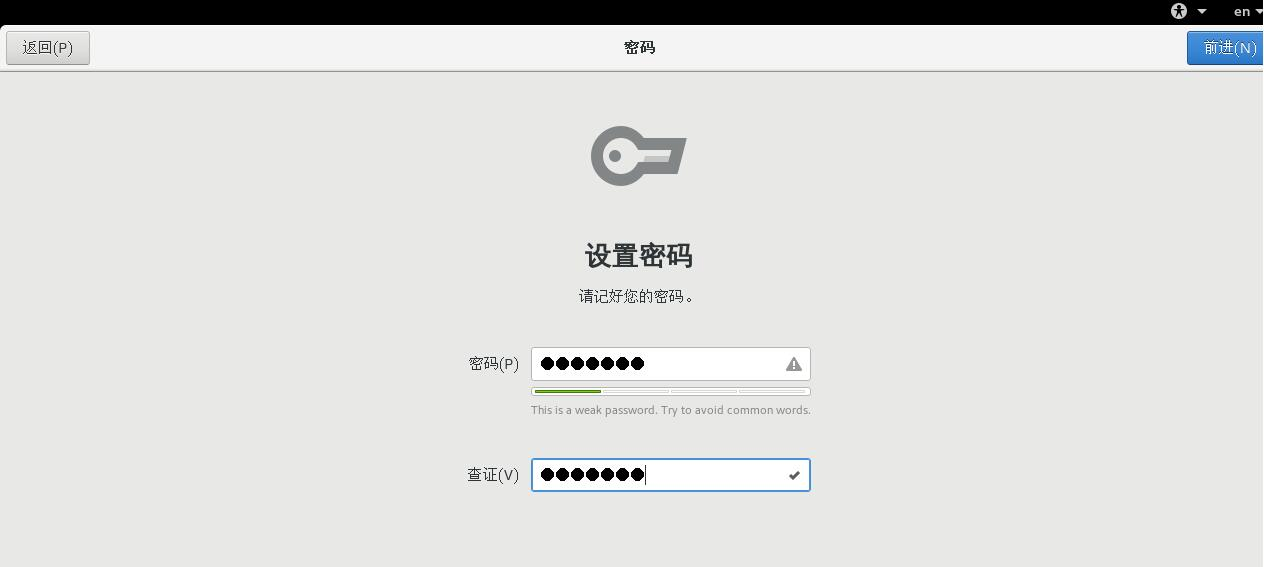 en
返回(P)
密码
前进(N)
设置密码
请记好您的密码。
密码(P)
●●●●●●●
This is a weak password. Try to avoid common words.
查证(V)
●●●●●●●